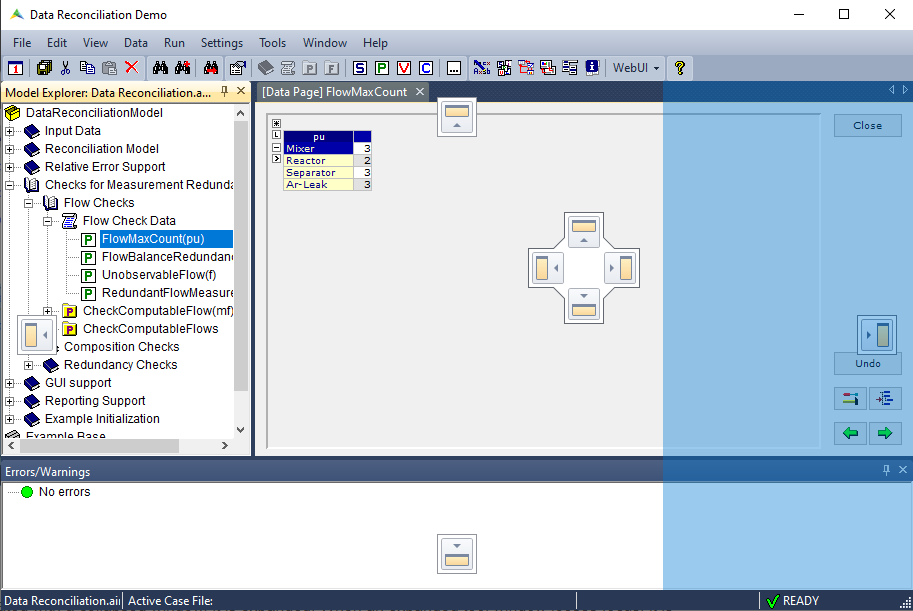 Data Reconciliation Demo
File Edit View Data Run Settings Tools Window Help
1 P F S P V C ... WebUI ?
Model Explorer: Data Reconciliation.a...
[Data Page] FlowMaxCount
DataReconciliationModel
Input Data
Reconciliation Model
Relative Error Support
Checks for Measurement Redunda
Flow Checks
Flow Check Data
P FlowMaxCount(pu)
P FlowBalanceRedundan
P UnobservableFlow(f)
P RedundantFlowMeasure
P CheckComputableFlow(mf)
P CheckComputableFlows
Composition Checks
Redundancy Checks
GUI support
Reporting Support
Example Initialization
Example Base
pu
Mixer 3
Reactor 2
Separator 3
Ar-Leak 3
Close
Undo
Errors/Warnings
No errors
Data Reconciliation.ai Active Case File: READY